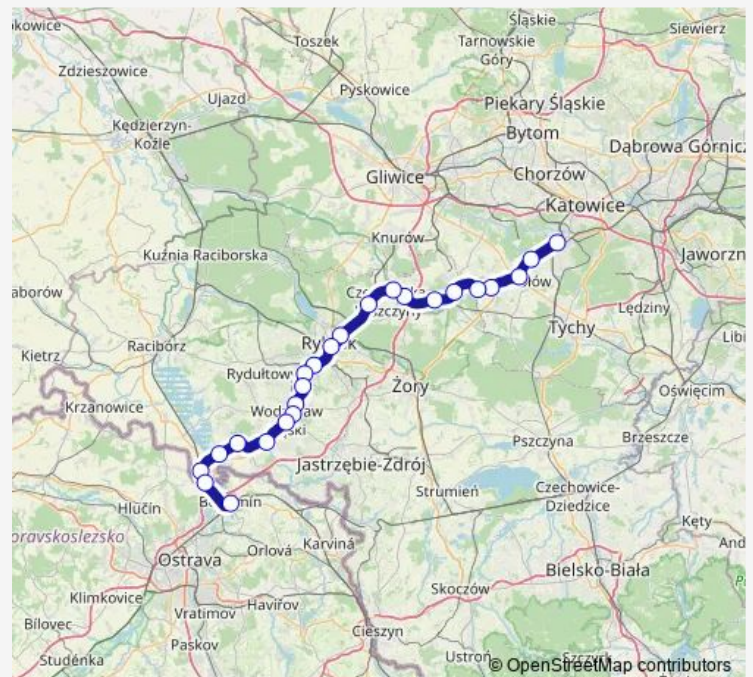 kowice
Śląskie
Siewierz
Toszek
Tarnowskie
Góry
Zdzieszowice
Pyskowice
Ujazd
Piekary Śląskie
Kędzierzyn-
Koźle
Bytom
Dąbrowa Górnicz
Gliwice
Chorzów
Katowice
Knurów
Kuźnia Raciborska
Jaworzn
aborów
Lędziny
Tychy
Racibórz
Kietrz
Rydułtowy
Żory
Oświęcim
Krzanowice
Pszczyna
Brzeszcze
Jastrzębie-Zdrój
Strumień
Czechowice-
Dziedzice
Hlučín
oravskoslezsko
Orlová
Karviná
Kęty
Ostrava
And
Bielsko-Biała
Klimkovice
Havířov
Skoczów
Vratimov
Bílovec
Cieszyn
Paskov
Studénka
Ustroń
Szczyrk
© OpenStreetMap contributors